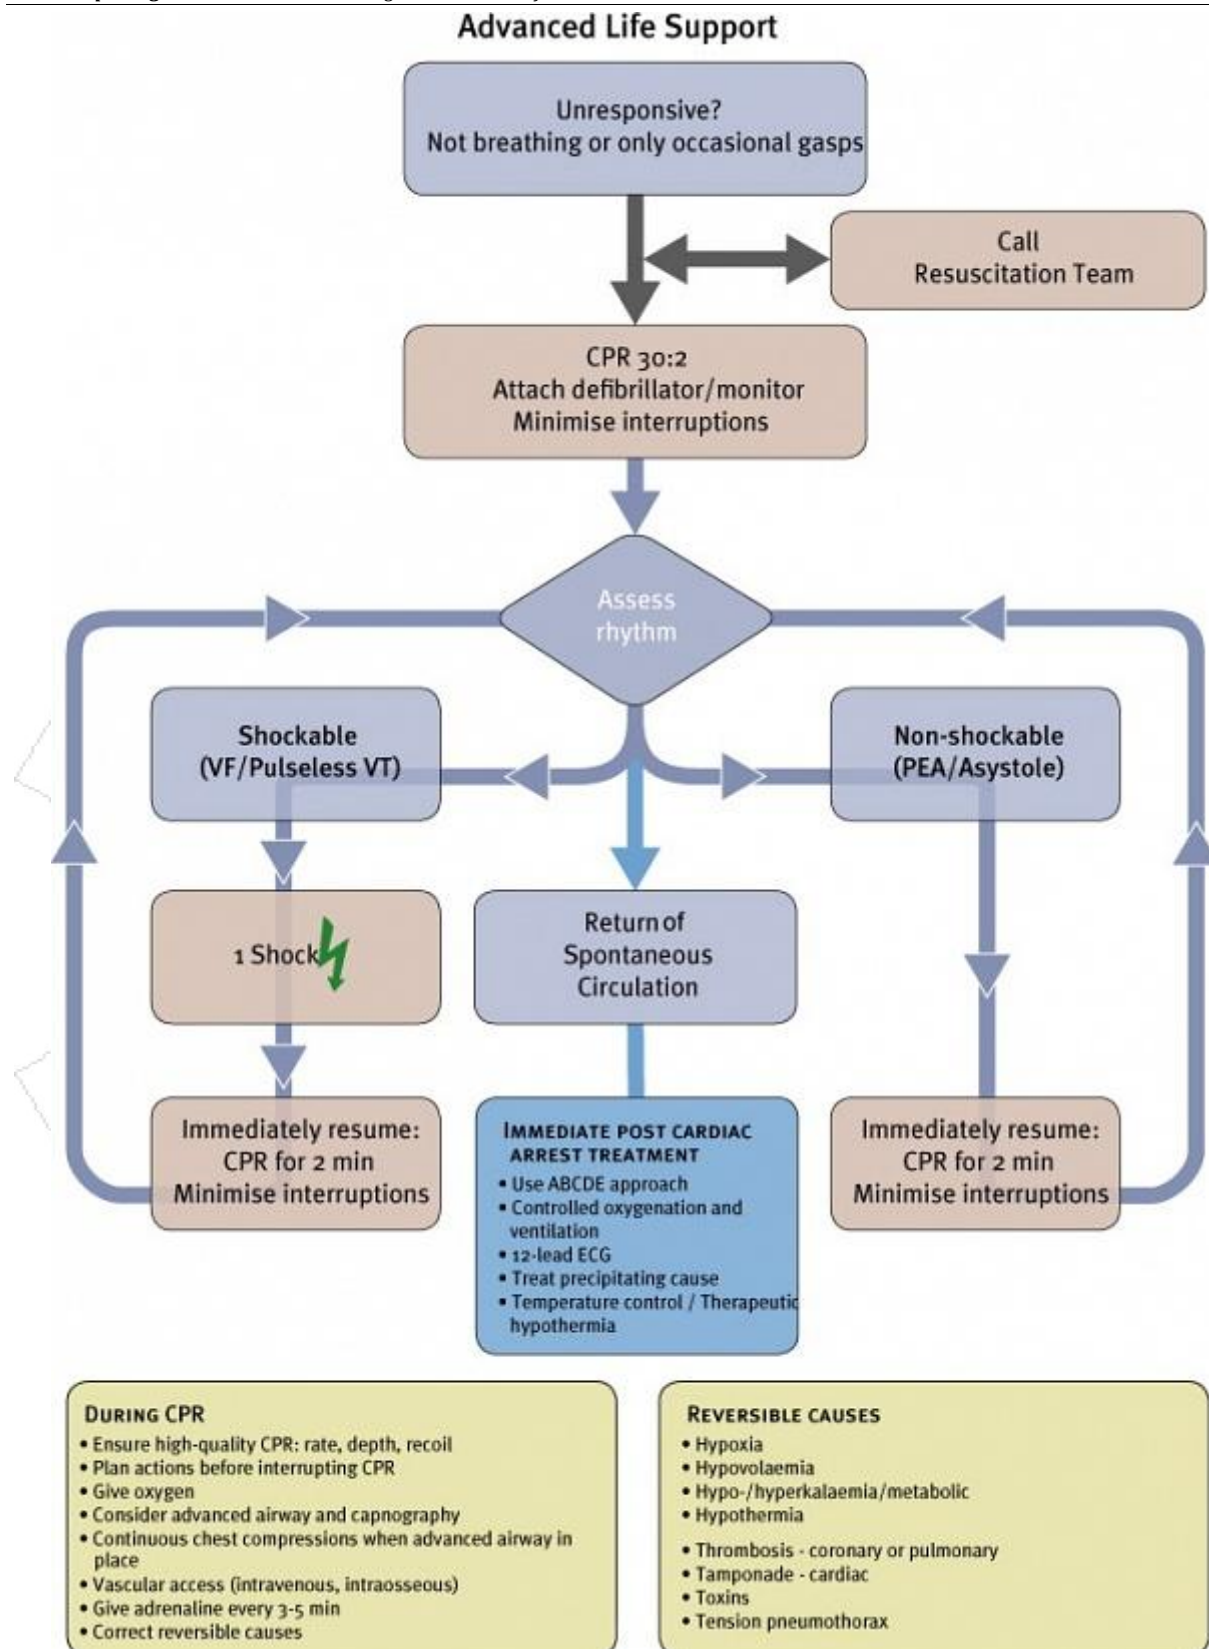 Advanced Life Support
Unresponsive?
Not breathing or only occasional gasps
Call
Resuscitation Team
CPR 30:2
Attach defibrillator/monitor
Minimise interruptions
Assess
rhythm
Shockable
(VF/Pulseless VT)
Non-shockable
(PEA/Asystole)
1 Shock
Return of
Spontaneous
Circulation
Immediately resume:
CPR for 2 min
Minimise interruptions
IMMEDIATE POST CARDIAC
ARREST TREATMENT
• Use ABCDE approach
• Controlled oxygenation and
ventilation
• 12-lead ECG
• Treat precipitating cause
• Temperature control / Therapeutic
hypothermia
Immediately resume:
CPR for 2 min
Minimise interruptions
DURING CPR
• Ensure high-quality CPR: rate, depth, recoil
• Plan actions before interrupting CPR
• Give oxygen
• Consider advanced airway and capnography
• Continuous chest compressions when advanced airway in
place
• Vascular access (intravenous, intraosseous)
• Give adrenaline every 3-5 min
• Correct reversible causes
REVERSIBLE CAUSES
• Hypoxia
• Hypovolaemia
• Hypo-/hyperkalaemia/metabolic
• Hypothermia
• Thrombosis - coronary or pulmonary
• Tamponade - cardiac
• Toxins
• Tension pneumothorax